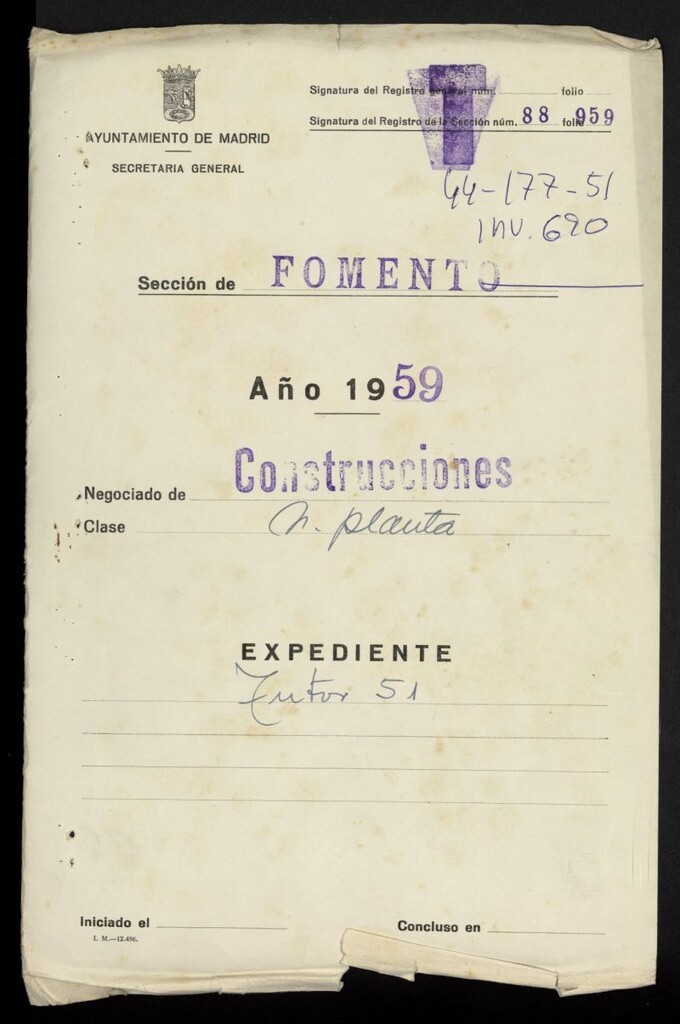 Signatura del Registro general núm. folio
AYUNTAMIENTO DE MADRID
Signatura del Registro de la Sección núm. 88 folio 959
SECRETARIA GENERAL
44-177-51
inv. 620
Sección de FOMENTO
Año 1959
Construcciones
Negociado de
Clase N. planta
EXPEDIENTE
Tutor 51
Iniciado el
Concluso en
I. M.—12.486.